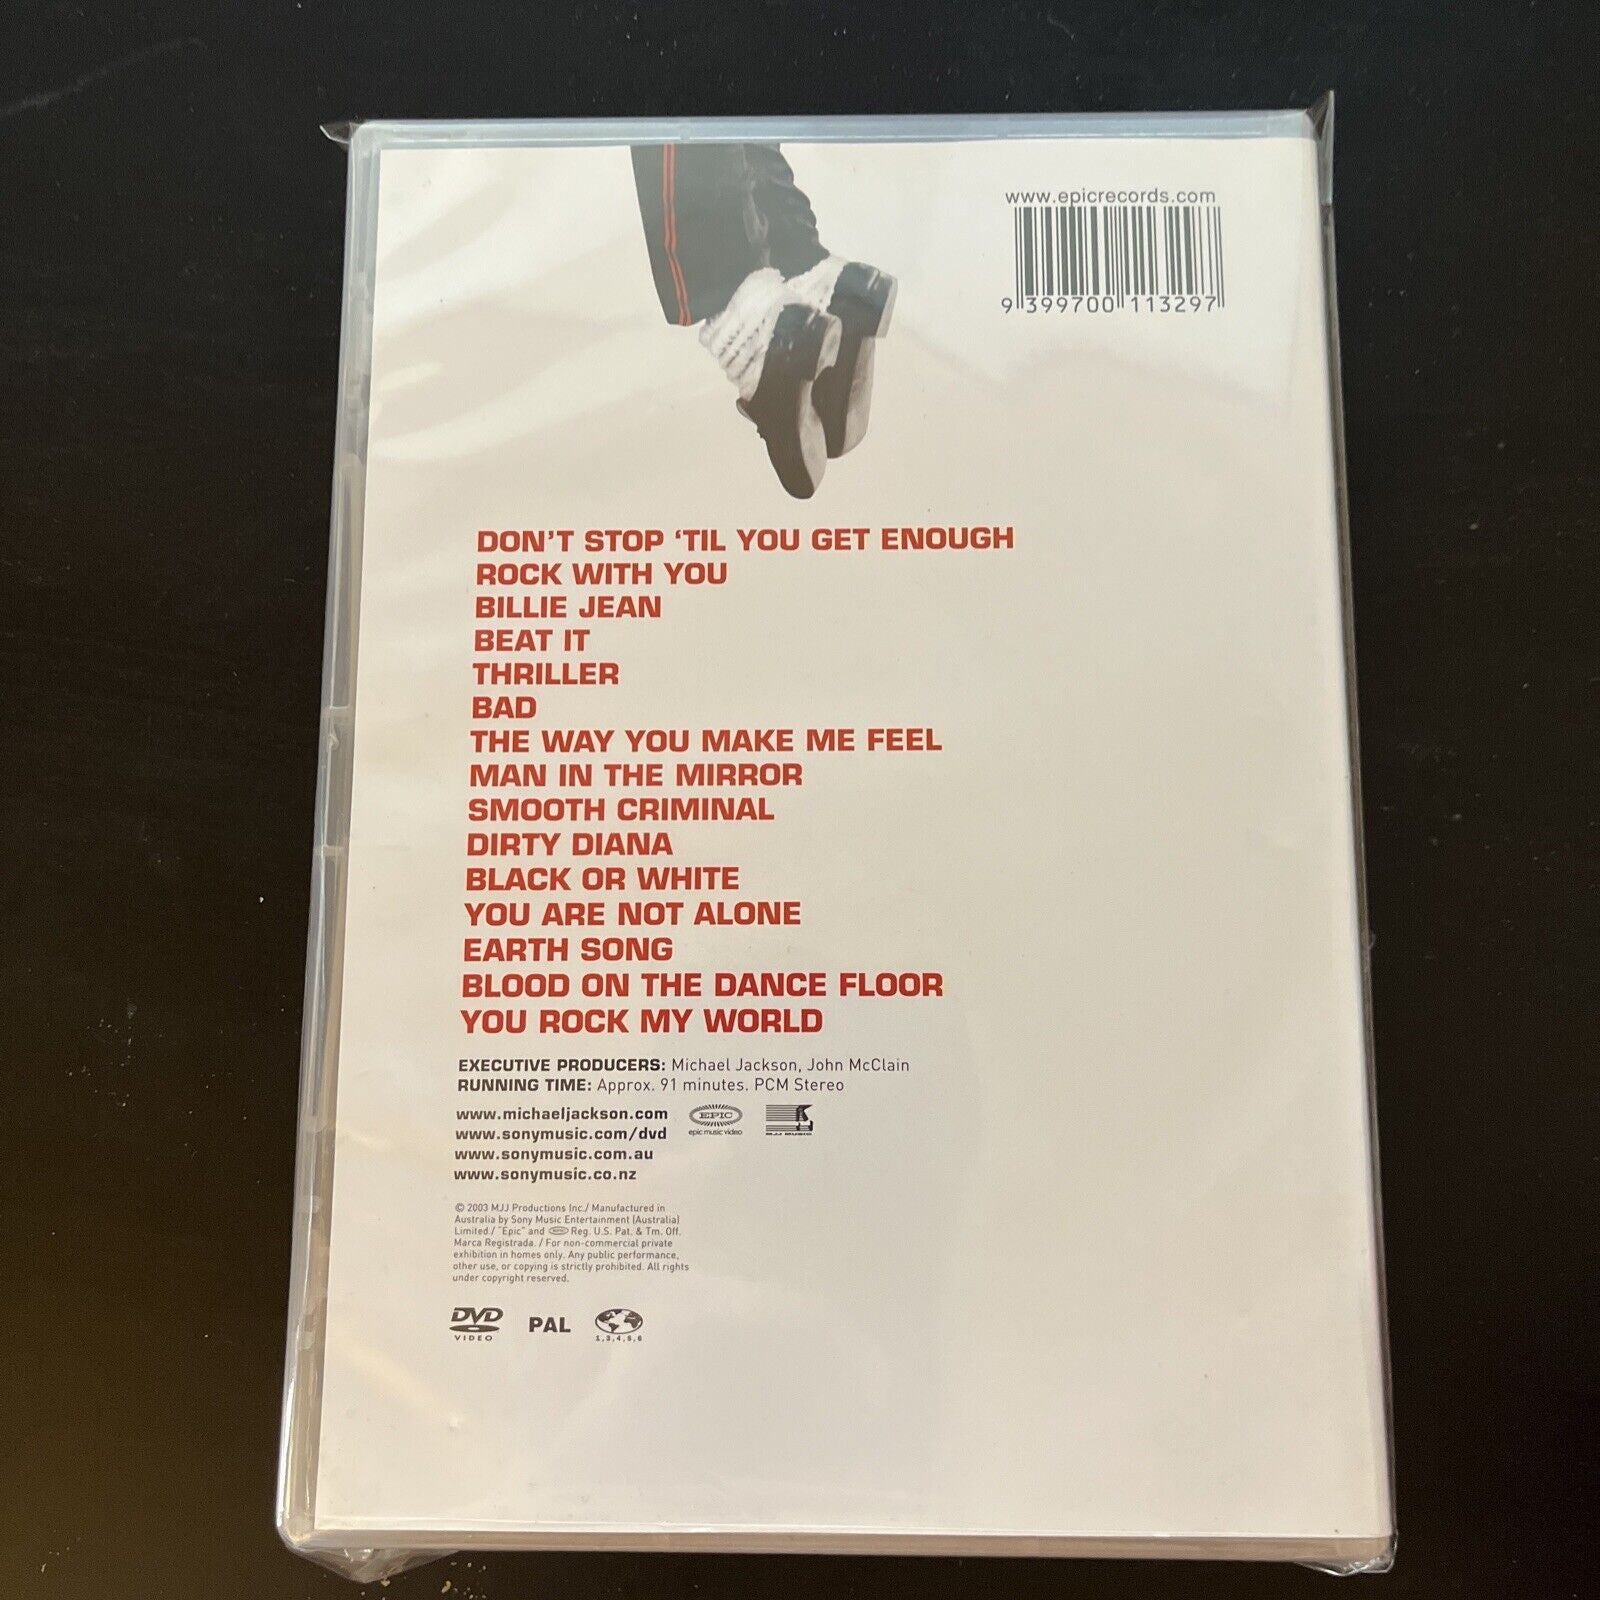 www.epicrecords.com
9 399700 113297
DON'T STOP ‘TIL YOU GET ENOUGH
ROCK WITH YOU
BILLIE JEAN
BEAT IT
THRILLER
BAD
THE WAY YOU MAKE ME FEEL
MAN IN THE MIRROR
SMOOTH CRIMINAL
DIRTY DIANA
BLACK OR WHITE
YOU ARE NOT ALONE
EARTH SONG
BLOOD ON THE DANCE FLOOR
YOU ROCK MY WORLD
EXECUTIVE PRODUCERS: Michael Jackson, John McClain
RUNNING TIME: Approx. 91 minutes. PCM Stereo
www.michaeljackson.com
www.sonymusic.com/dvd
www.sonymusic.com.au
www.sonymusic.co.nz
EPIC
epic music video
MJJ MUSIC
© 2003 MJJ Productions Inc./ Manufactured in
Australia by Sony Music Entertainment (Australia)
Limited / "Epic" and Reg. U.S. Pat. & Tm. Off.
Marca Registrada. / For non-commercial private
exhibition in homes only. Any public performance,
other use, or copying is strictly prohibited. All rights
under copyright reserved.
DVD
VIDEO
PAL
1,3,4,5,6